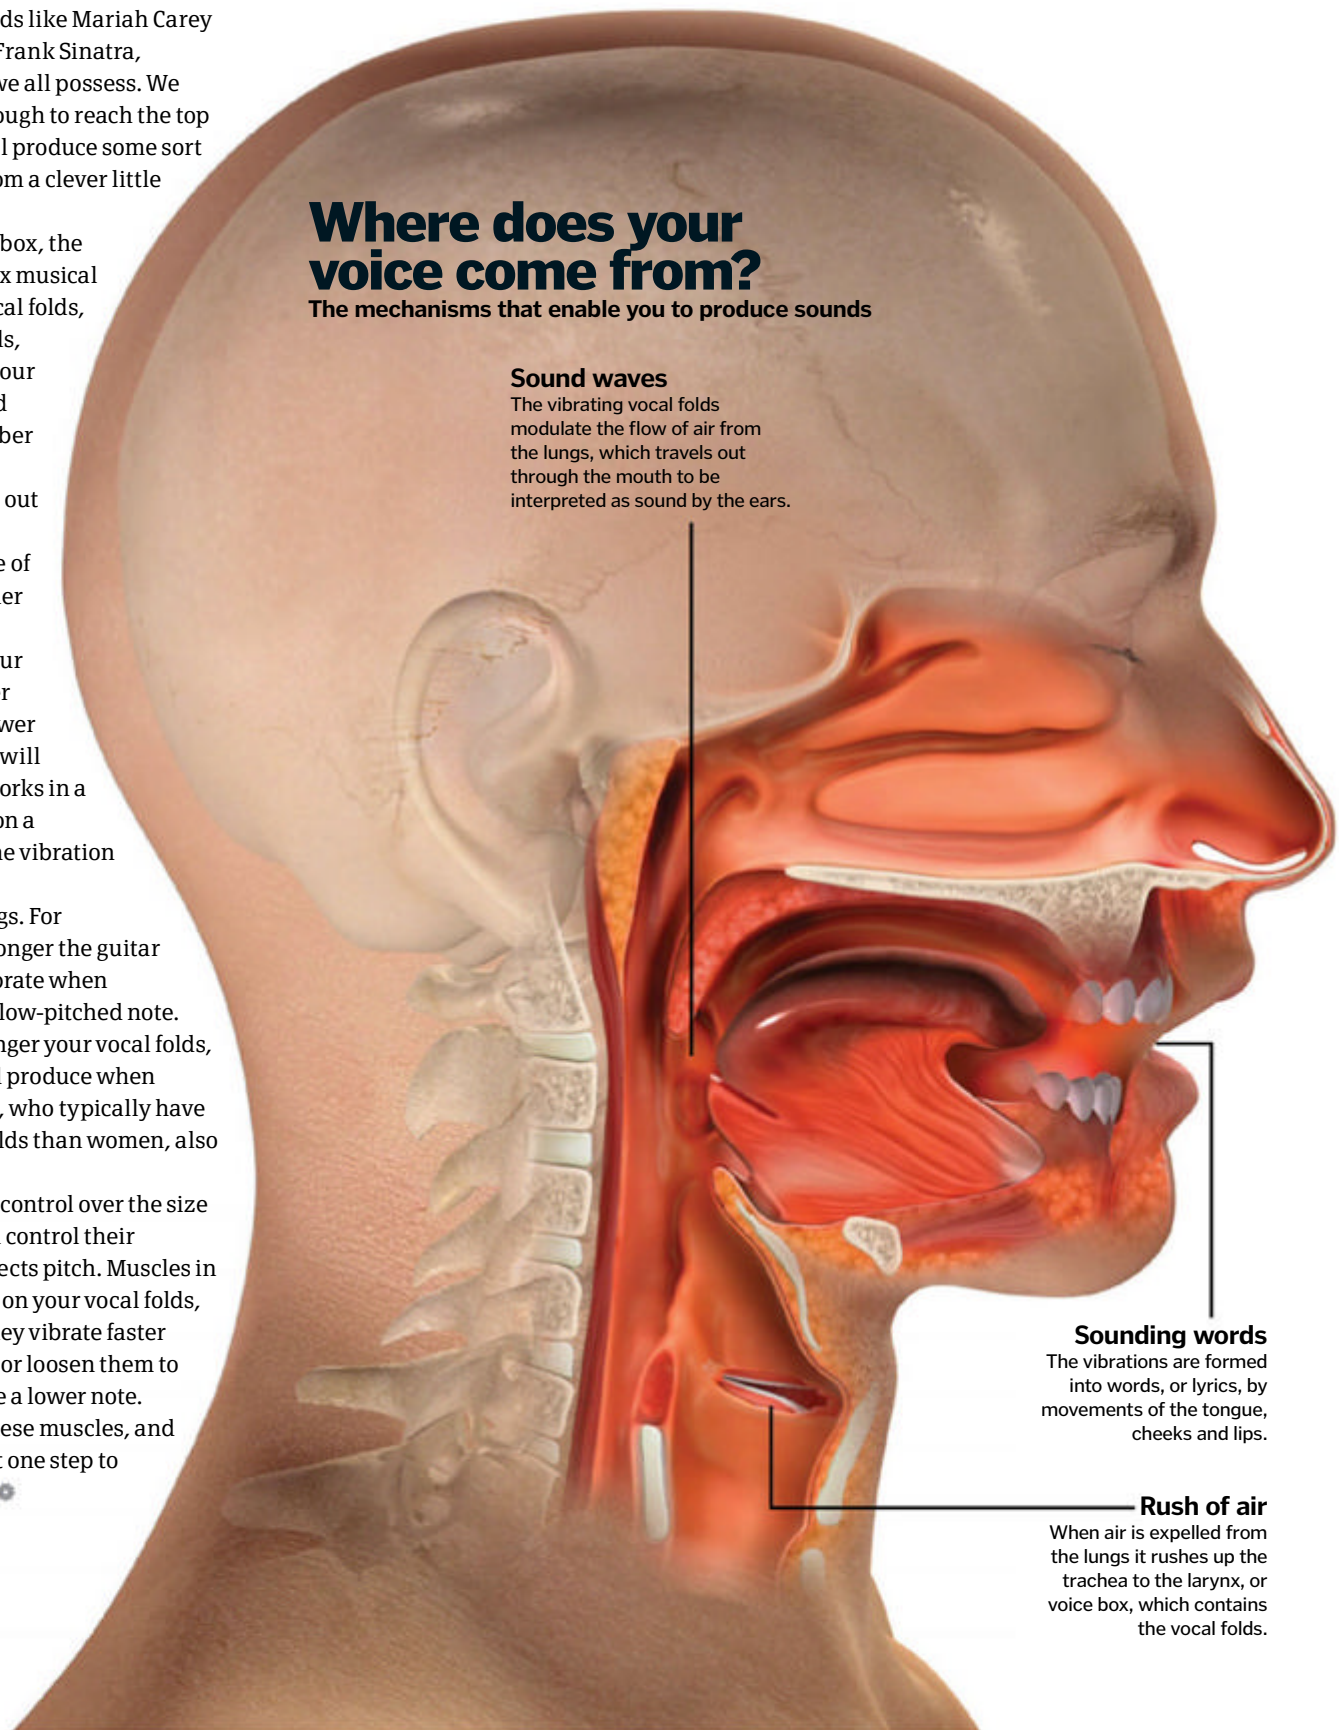 ds like Mariah Carey
Frank Sinatra,
we all possess. We
ough to reach the top
l produce some sort
om a clever little
box, the
x musical
cal folds,
ls,
our
d
ber
out
e of
er
ur
r
wer
will
orks in a
on a
ne vibration
gs. For
onger the guitar
brate when
low-pitched note.
nger your vocal folds,
l produce when
, who typically have
lds than women, also
control over the size
control their
ects pitch. Muscles in
on your vocal folds,
ey vibrate faster
or loosen them to
e a lower note.
ese muscles, and
t one step to
Where does your
voice come from?
The mechanisms that enable you to produce sounds
Sound waves
The vibrating vocal folds
modulate the flow of air from
the lungs, which travels out
through the mouth to be
interpreted as sound by the ears.
Sounding words
The vibrations are formed
into words, or lyrics, by
movements of the tongue,
cheeks and lips.
Rush of air
When air is expelled from
the lungs it rushes up the
trachea to the larynx, or
voice box, which contains
the vocal folds.